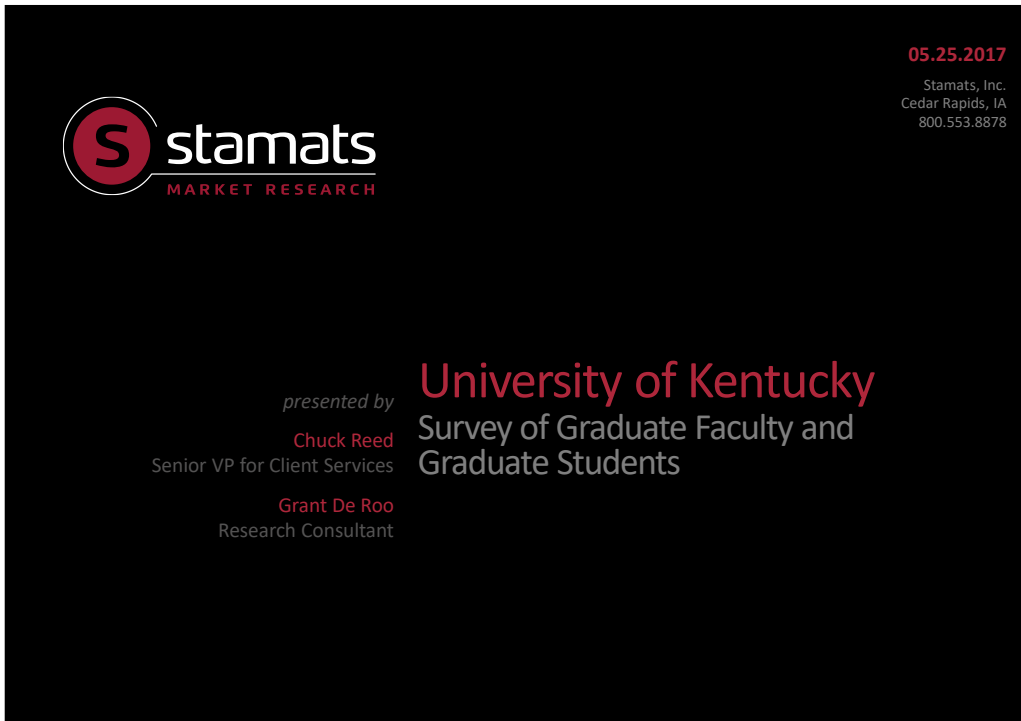 05.25.2017
Stamats, Inc.
Cedar Rapids, IA
800.553.8878
S stamats
MARKET RESEARCH
University of Kentucky
Survey of Graduate Faculty and
Graduate Students
presented by
Chuck Reed
Senior VP for Client Services
Grant De Roo
Research Consultant